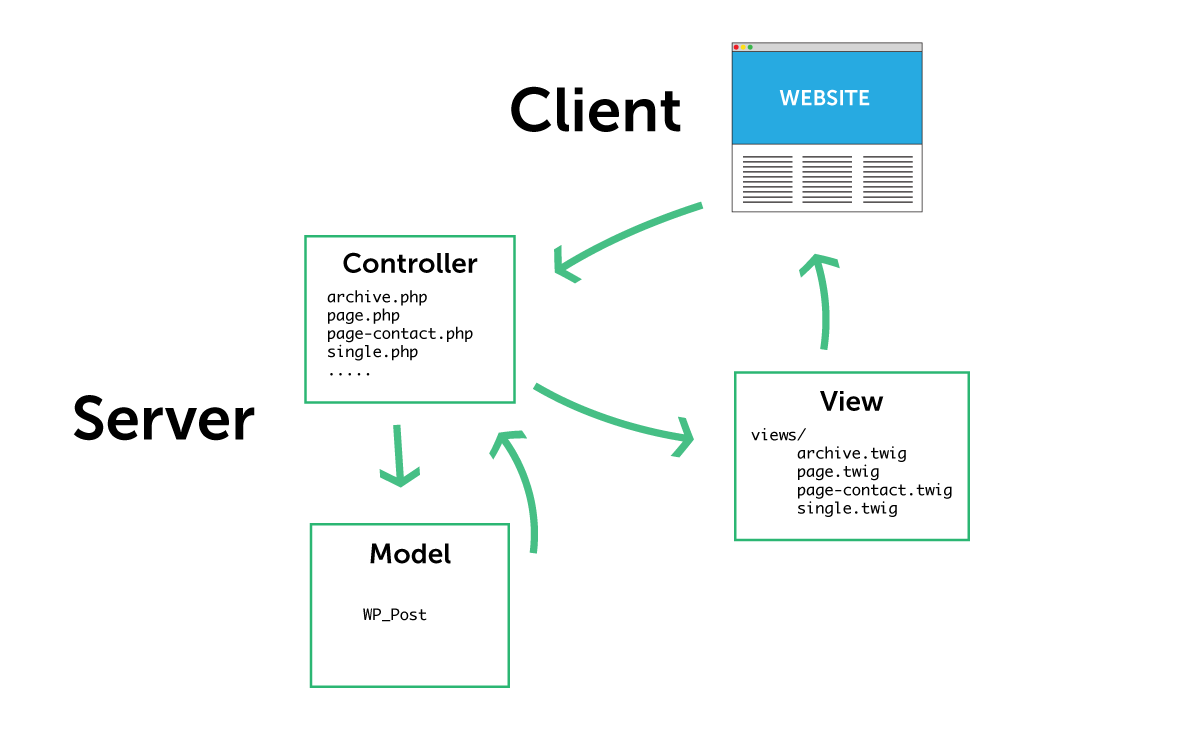 Client
WEBSITE
Controller
archive.php
page.php
page-contact.php
single.php
.....
Server
View
views/
archive.twig
page.twig
page-contact.twig
single.twig
Model
WP_Post